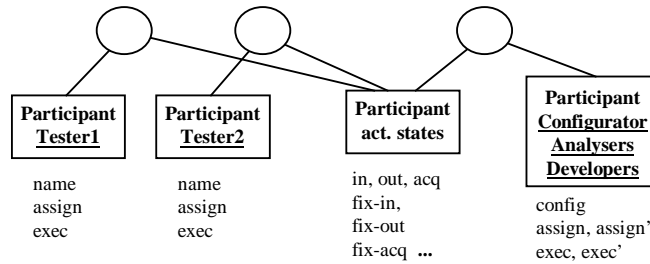 Participant
Tester1
name
assign
exec
Participant
Tester2
name
assign
exec
Participant
act. states
in, out, acq
fix-in,
fix-out
fix-acq ...
Participant
Configurator
Analysers
Developers
config
assign, assign’
exec, exec’